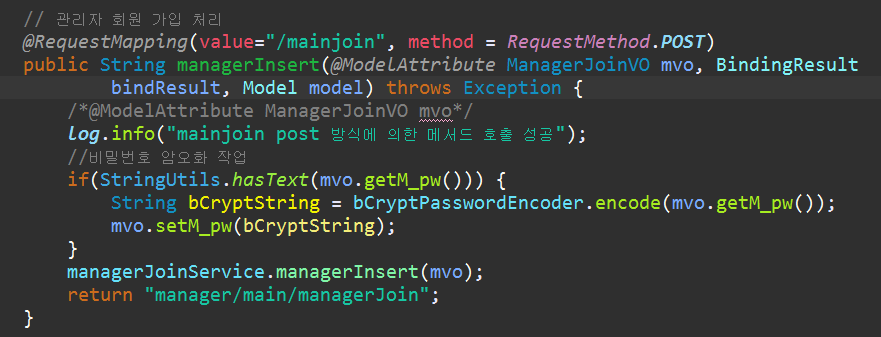 // 관리자 회원 가입 처리
@RequestMapping(value="/mainjoin", method = RequestMethod.POST)
public String managerInsert(@ModelAttribute ManagerJoinVO mvo, BindingResult
bindResult, Model model) throws Exception {
/*@ModelAttribute ManagerJoinVO mvo*/
log.info("mainjoin post 방식에 의한 메서드 호출 성공");
//비밀번호 암오화 작업
if(StringUtils.hasText(mvo.getM_pw())) {
String bCryptString = bCryptPasswordEncoder.encode(mvo.getM_pw());
mvo.setM_pw(bCryptString);
}
managerJoinService.managerInsert(mvo);
return "manager/main/managerJoin";
}